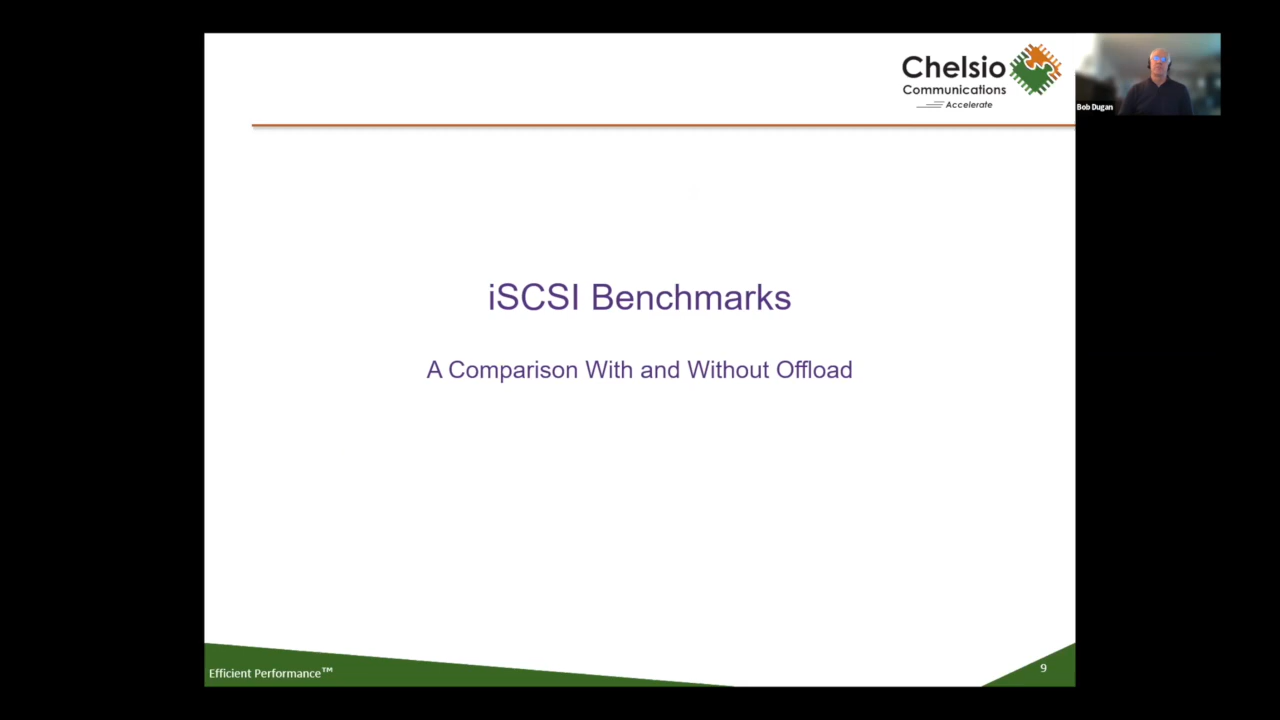 Chelsio
Communications
Accelerate
Bob Dugan
iSCSI Benchmarks
A Comparison With and Without Offload
Efficient Performance™
9